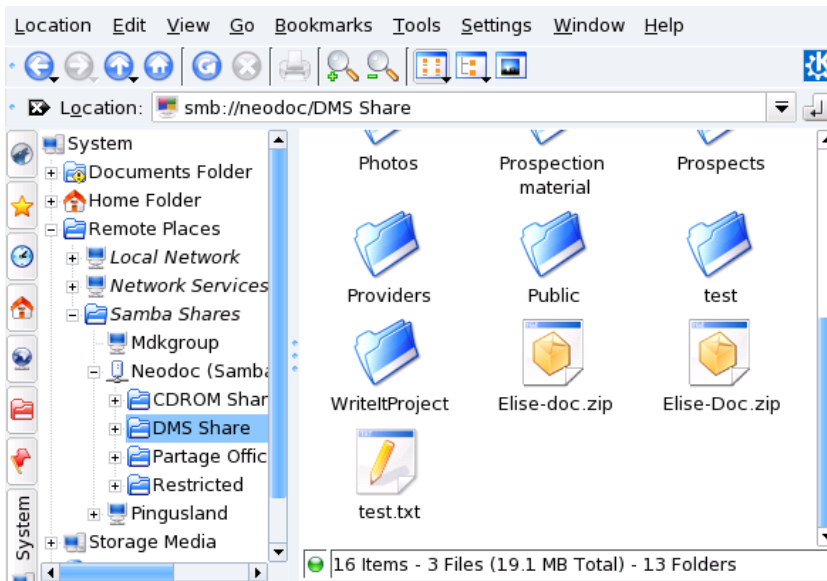 Location Edit View Go Bookmarks Tools Settings Window Help
Location: smb://neodoc/DMS Share
System
Documents Folder
Home Folder
Remote Places
Local Network
Network Services
Samba Shares
Mdkgroup
Neodoc (Samba
CDROM Shar
DMS Share
Partage Offic
Restricted
Pingusland
Storage Media
System
Photos
Prospection material
Prospects
Providers
Public
test
WriteItProject
Elise-doc.zip
Elise-Doc.zip
test.txt
16 Items - 3 Files (19.1 MB Total) - 13 Folders